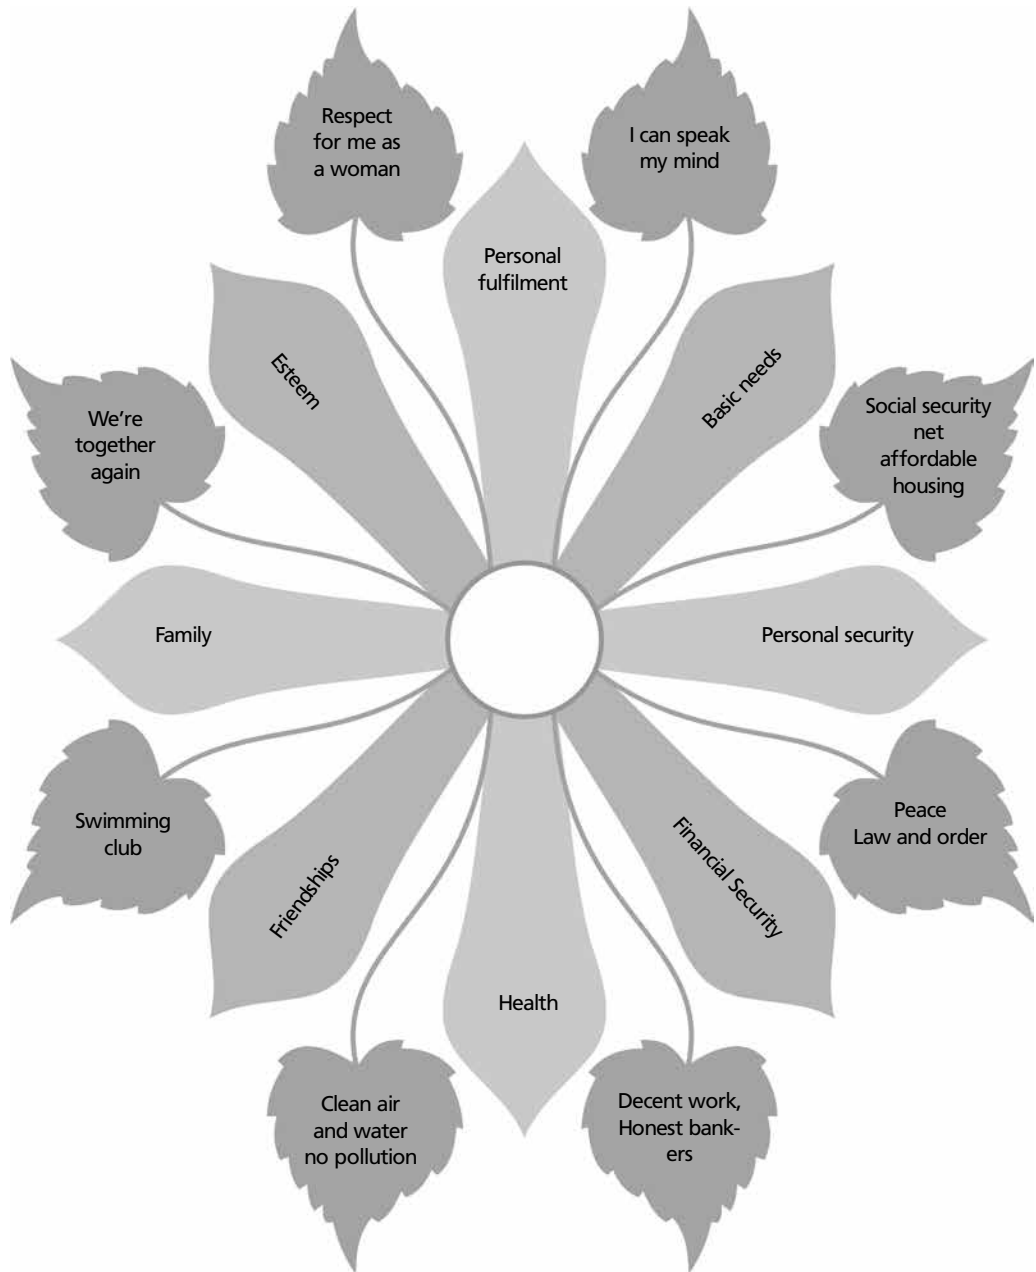 Respect
for me as
a woman
I can speak
my mind
Personal
fulfilment
Esteem
Basic needs
We're
together
again
Social security
net
affordable
housing
Family
Personal security
Swimming
club
Peace
Law and order
Friendships
Financial Security
Health
Clean air
and water
no pollution
Decent work,
Honest bank-
ers